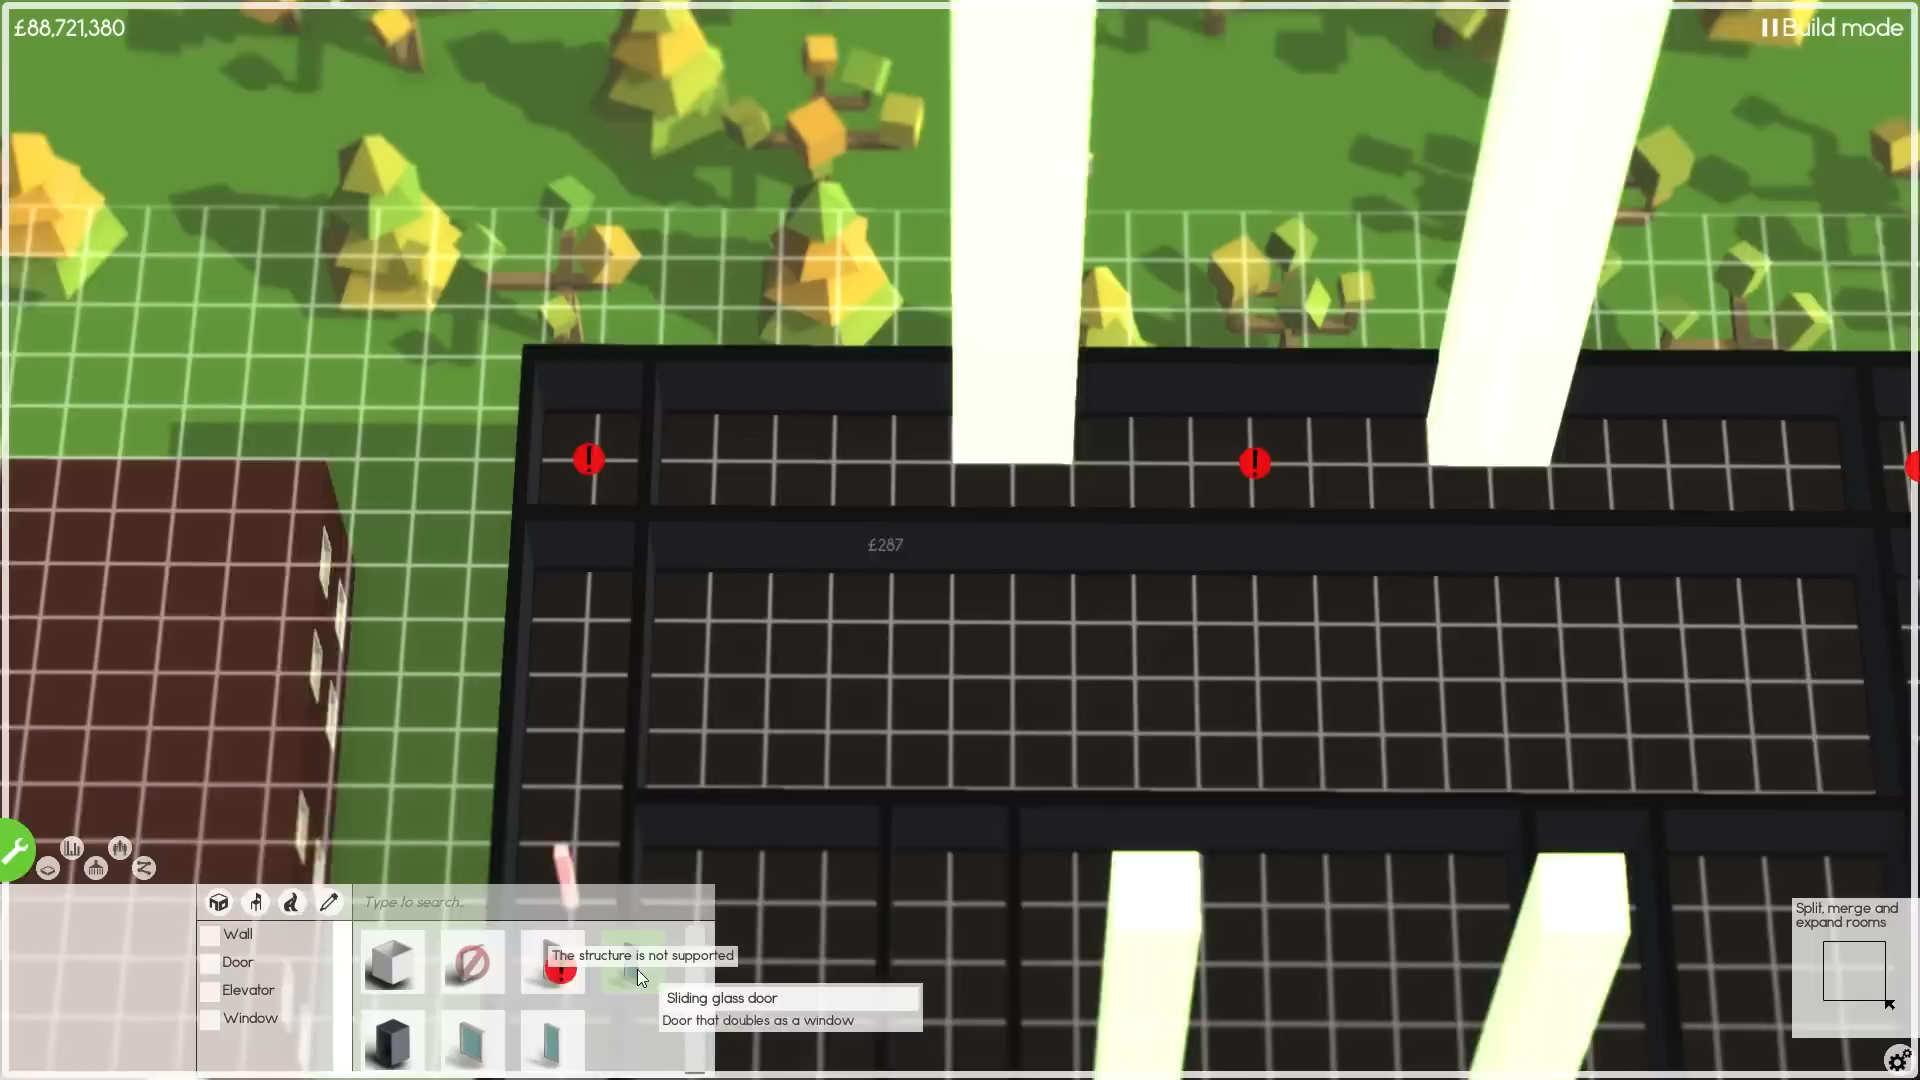 £88,721,380
Build mode
£287
Type to search..
Wall
Door
Elevator
Window
The structure is not supported
Sliding glass door
Door that doubles as a window
Split, merge and
expand rooms